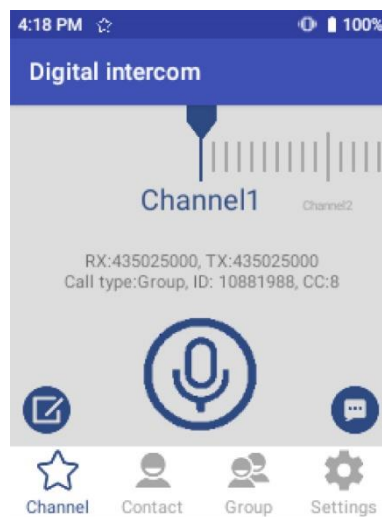 4:18 PM 100%
Digital intercom
Channel1 Channel2
RX:435025000, TX:435025000
Call type:Group, ID: 10881988, CC:8
Channel Contact Group Settings